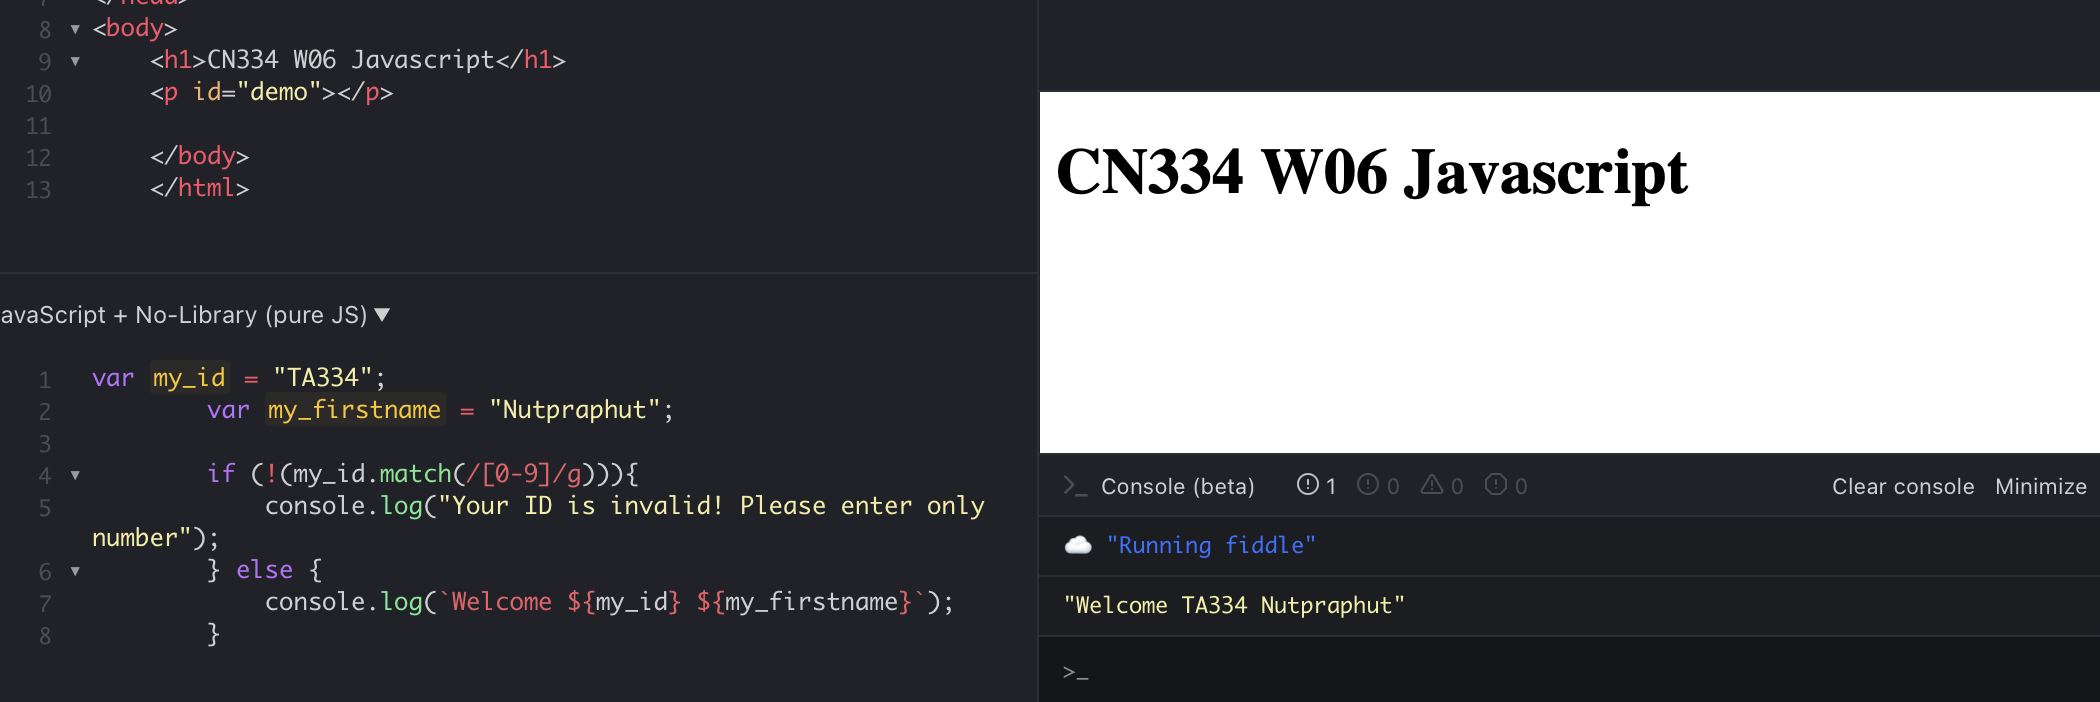 7 </head>
8 <body>
9 <h1>CN334 W06 Javascript</h1>
10 <p id="demo"></p>
11
12 </body>
13 </html>
avaScript + No-Library (pure JS) ▼
1 var my_id = "TA334";
2 var my_firstname = "Nutpraphut";
3
4 if (!(my_id.match(/[0-9]/g))){
5 console.log("Your ID is invalid! Please enter only
number");
6 } else {
7 console.log(`Welcome ${my_id} ${my_firstname}`);
8 }
CN334 W06 Javascript
>_ Console (beta) 1 0 0 0 Clear console Minimize
"Running fiddle"
"Welcome TA334 Nutpraphut"
>_